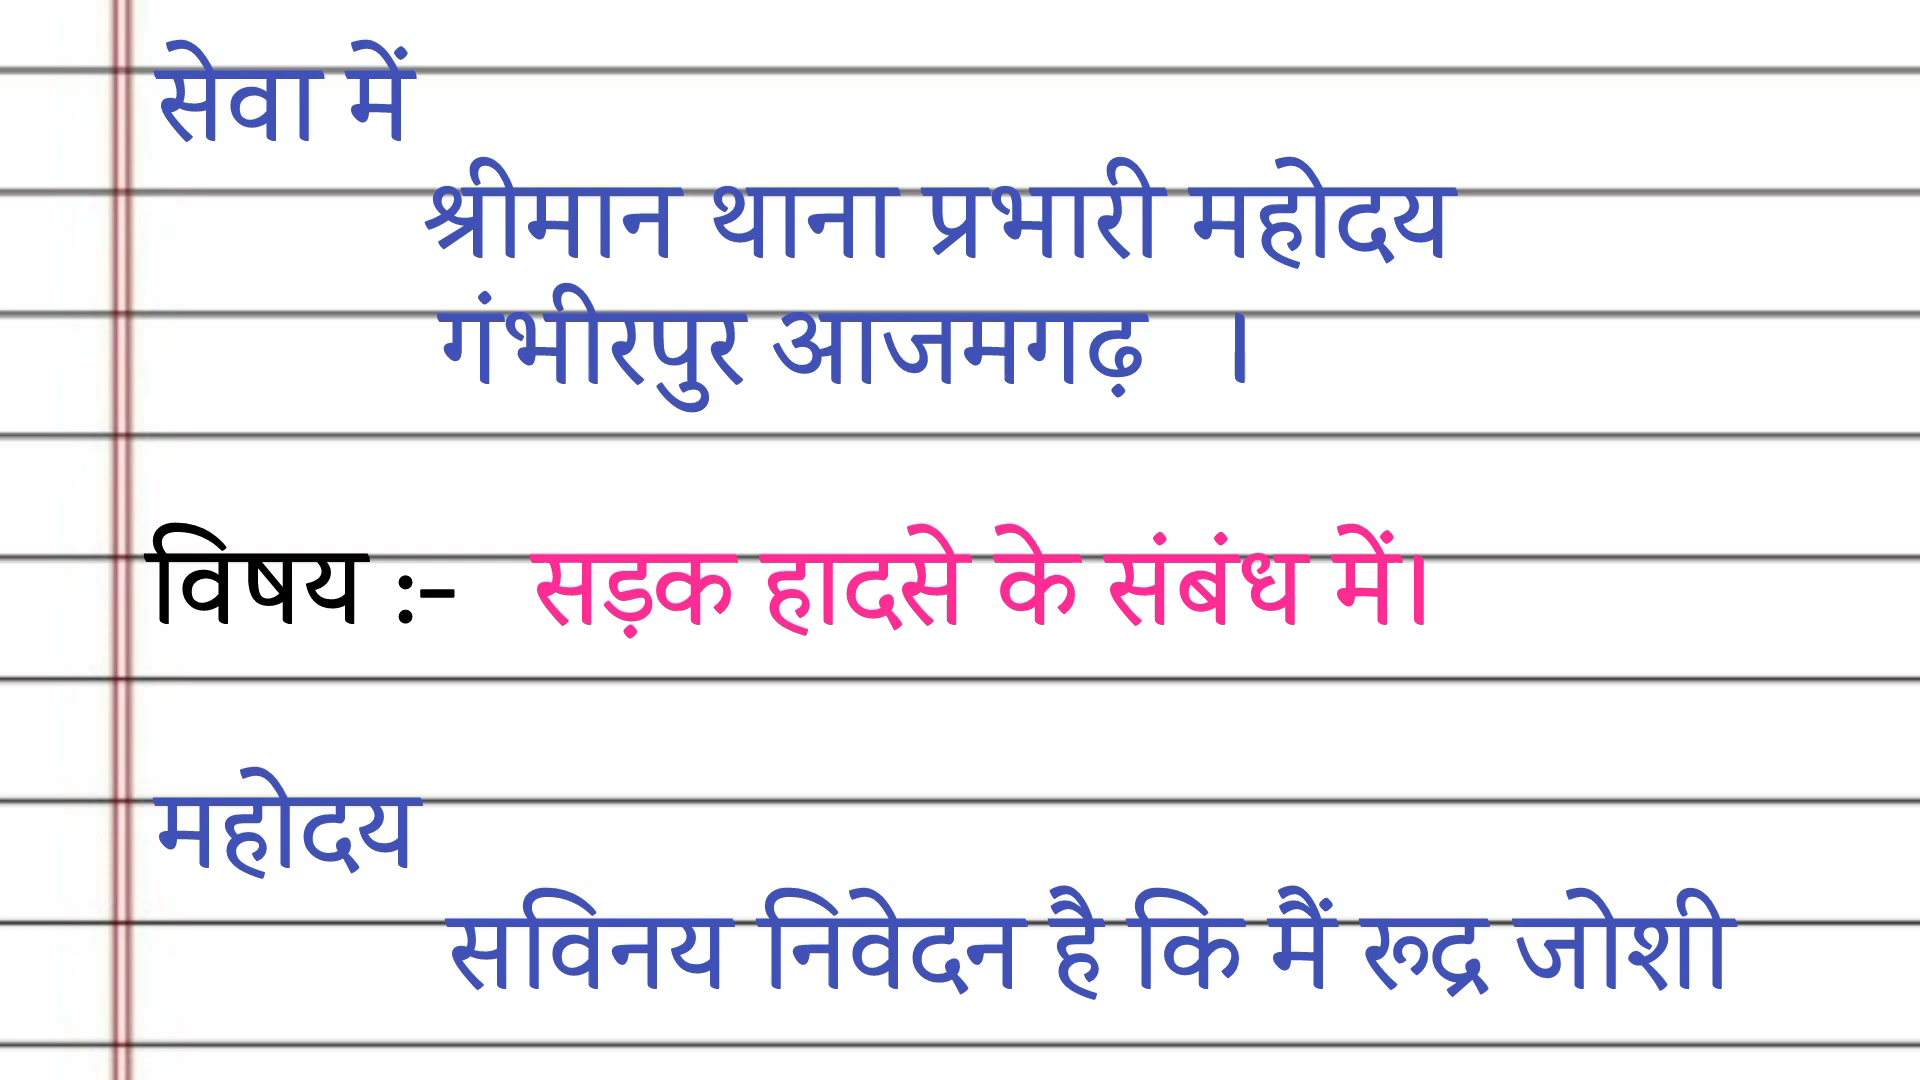 सेवा में
श्रीमान थाना प्रभारी महोदय
गंभीरपुर आजमगढ़ ।
विषय :- सड़क हादसे के संबंध में।
महोदय
सविनय निवेदन है कि मैं रूद्र जोशी